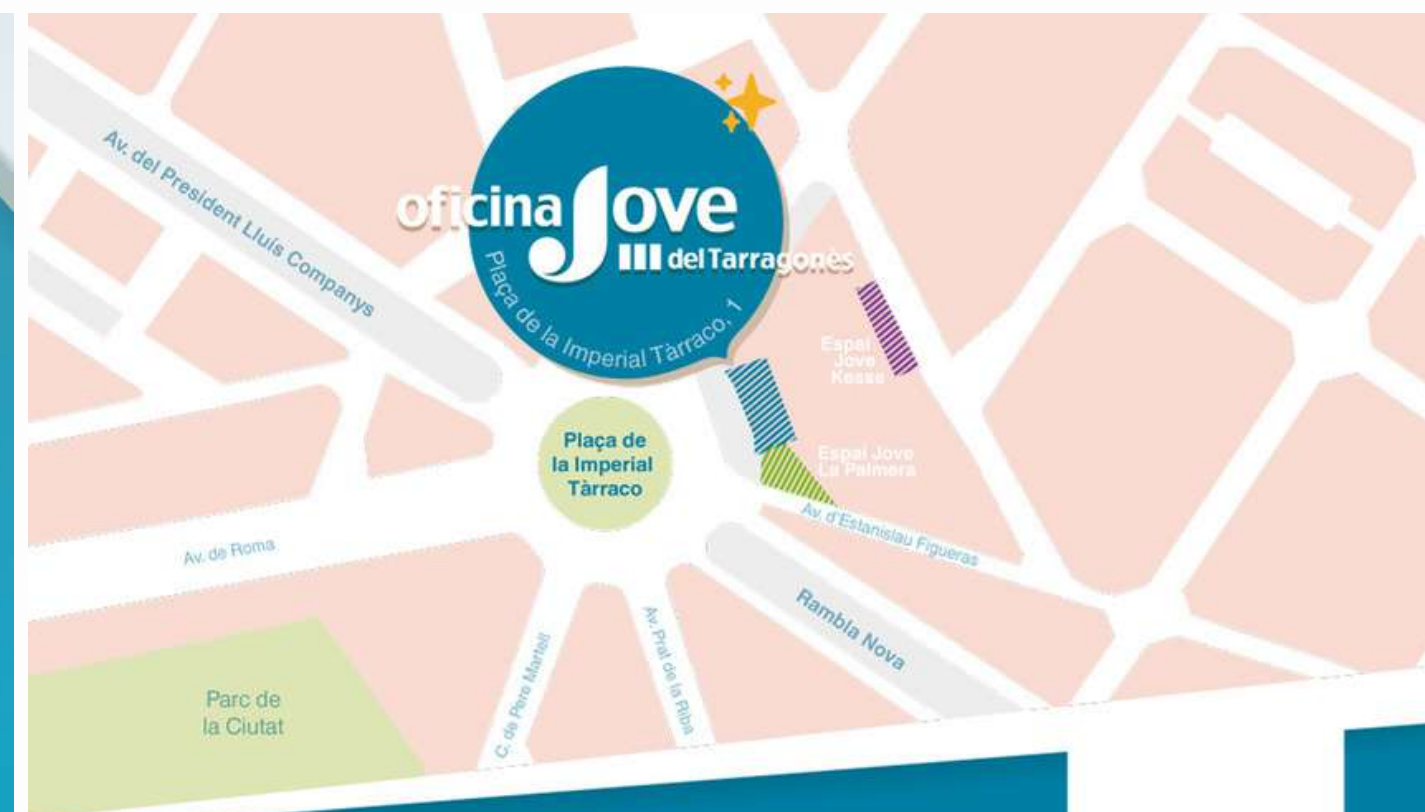 Av. del President Lluís Companys
oficina Jove
del Tarragonès
Plaça de la Imperial Tàrraco, 1
Espai
Jove
Kesse
Plaça de
la Imperial
Tàrraco
Espai Jove
La Palmera
Av. d'Estanislau Figueras
Av. de Roma
Rambla Nova
C. de Pere Martell
Av. Prat de la Riba
Parc de
la Ciutat